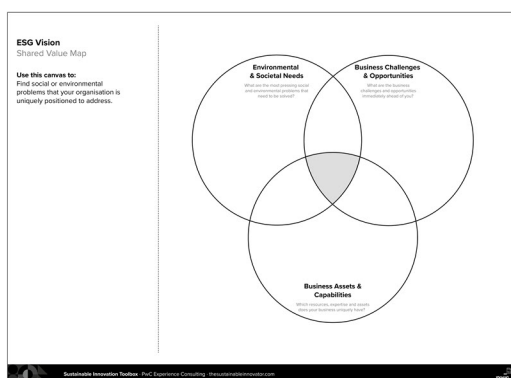 ESG Vision
Shared Value Map
Use this canvas to:
Find social or environmental
problems that your organisation is
uniquely positioned to address.
Environmental
& Societal Needs
What are the most pressing social
and environmental problems that
need to be solved?
Business Challenges
& Opportunities
What are the business
challenges and opportunities
immediately ahead of you?
Business Assets &
Capabilities
Which resources, expertise and assets
does your business uniquely have?
Sustainable Innovation Toolbox - PwC Experience Consulting - thesustainableinnovator.com
pwc